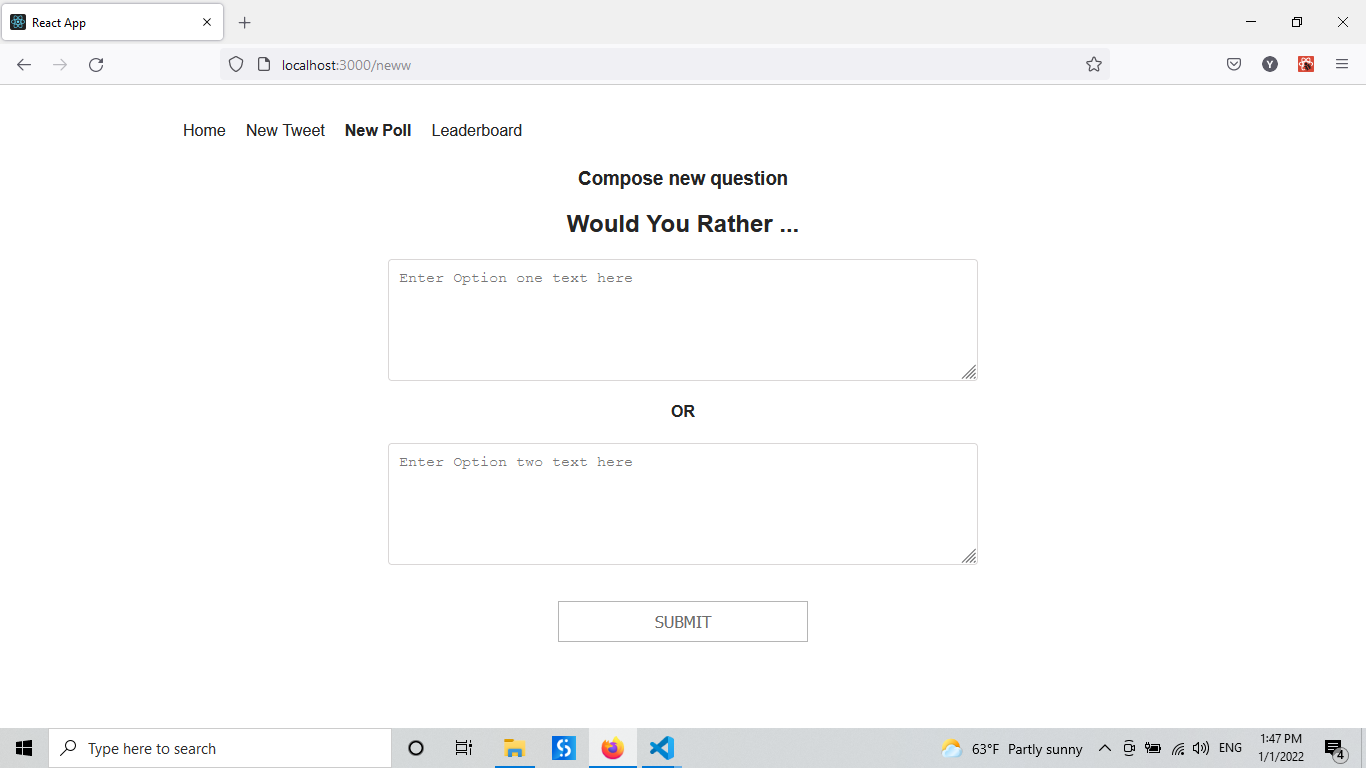 React App
localhost:3000/neww
Y
Home New Tweet New Poll Leaderboard
Compose new question
Would You Rather ...
Enter Option one text here
OR
Enter Option two text here
SUBMIT
Type here to search
63°F Partly sunny
ENG
1:47 PM
1/1/2022
4